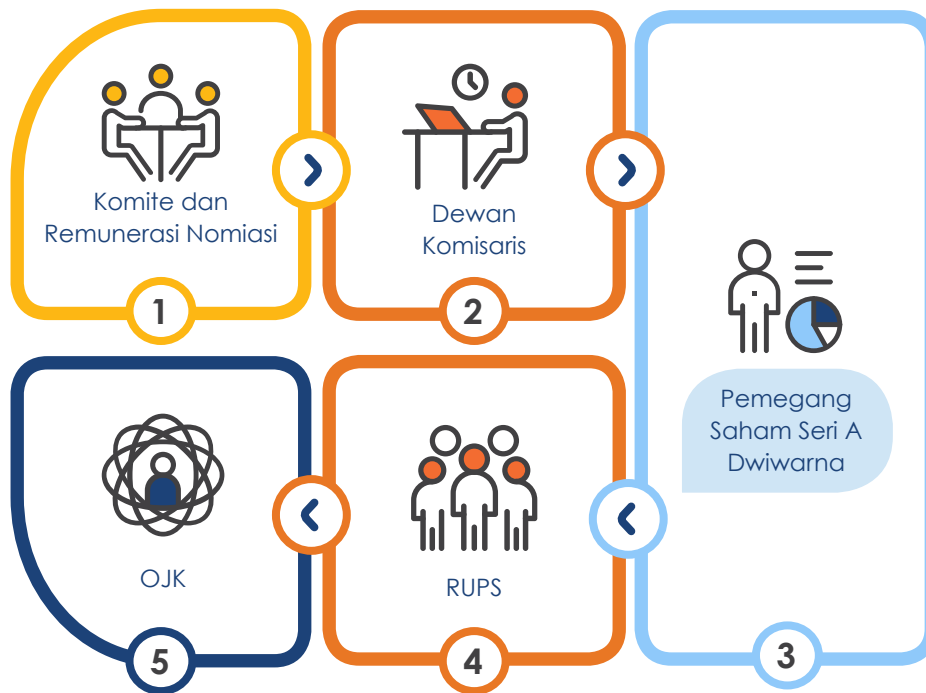 Komite dan
Remunerasi Nomiasi
1
Dewan
Komisaris
2
Pemegang
Saham Seri A
Dwiwarna
3
RUPS
4
OJK
5